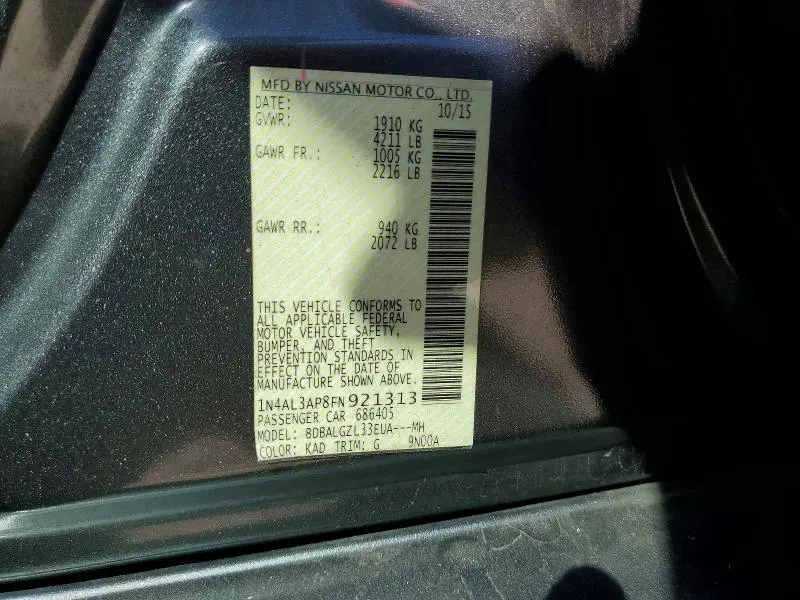 MFD BY NISSAN MOTOR CO., LTD.
DATE: 10/15
GVWR: 1910 KG
4211 LB
GAWR FR.: 1005 KG
2216 LB
GAWR RR.: 940 KG
2072 LB
THIS VEHICLE CONFORMS TO
ALL APPLICABLE FEDERAL
MOTOR VEHICLE SAFETY,
BUMPER, AND THEFT
PREVENTION STANDARDS IN
EFFECT ON THE DATE OF
MANUFACTURE SHOWN ABOVE.
1N4AL3AP8FN921313
PASSENGER CAR 686405
MODEL: BDBALGZL33EUA---MH
COLOR: KAD TRIM: G 9N00A